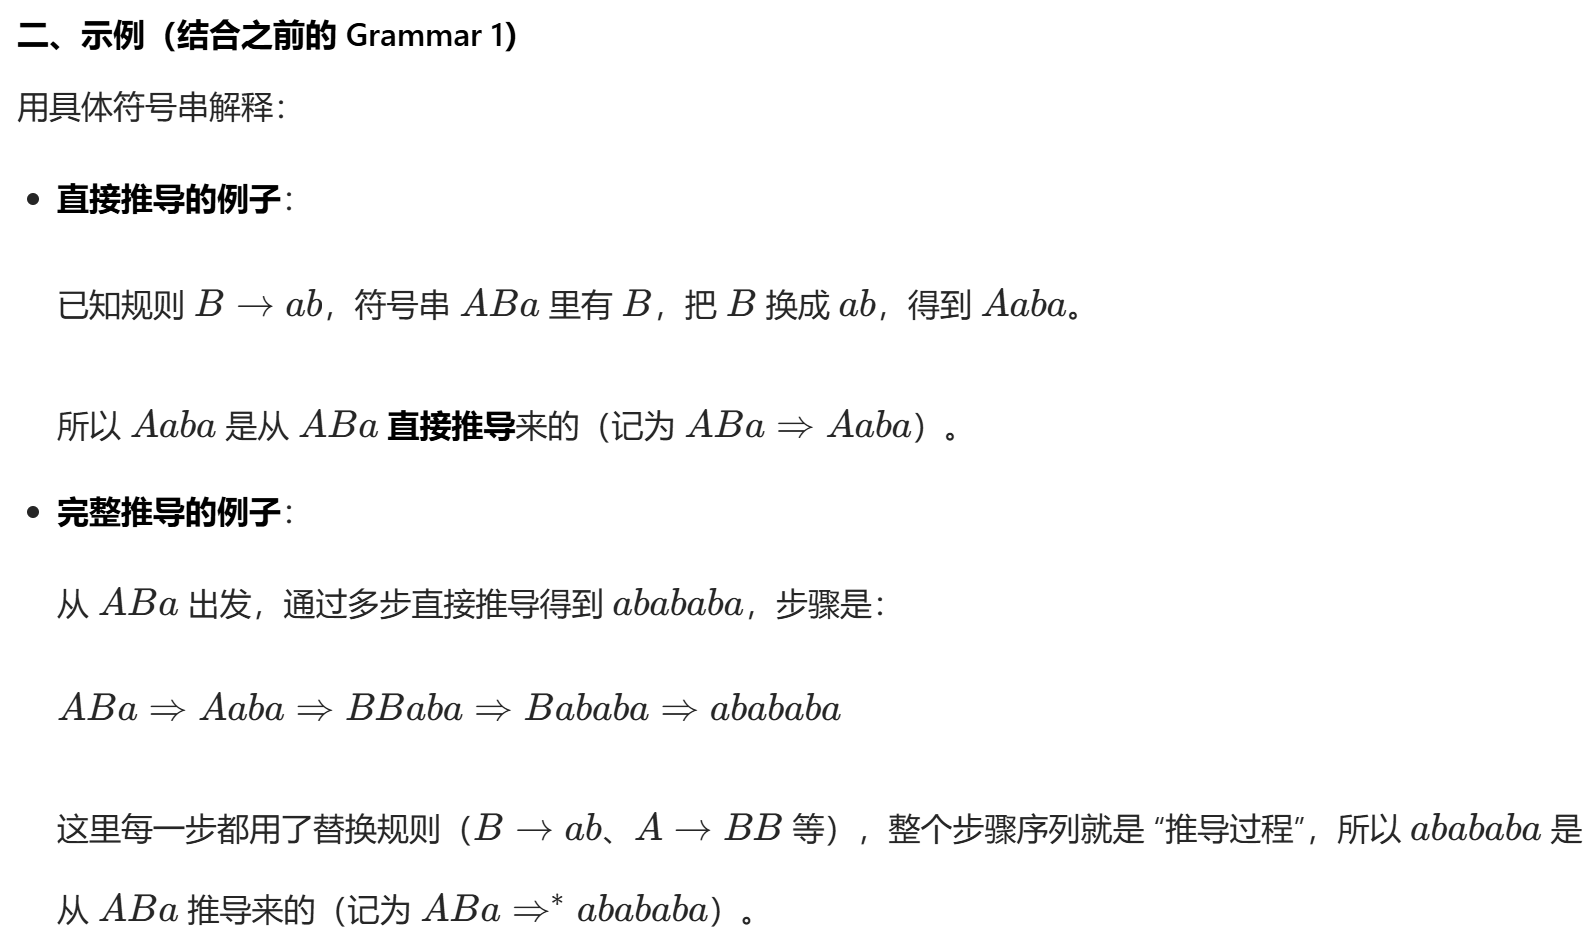 二、示例（结合之前的 Grammar 1)
用具体符号串解释：
• 直接推导的例子：
已知规则 B → ab，符号串 ABa 里有 B，把 B 换成 ab，得到 Aaba。
所以 Aaba 是从 ABa 直接推导来的（记为 ABa ⇒ Aaba）。
• 完整推导的例子：
从 ABa 出发，通过多步直接推导得到 abababa，步骤是：
ABa ⇒ Aaba ⇒ BBaba ⇒ Bababa ⇒ abababa
这里每一步都用了替换规则（B → ab、A → BB 等），整个步骤序列就是 “推导过程”，所以 abababa 是
从 ABa 推导来的（记为 ABa ⇒* abababa）。